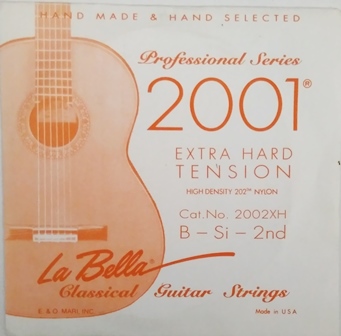 HAND MADE & HAND SELECTED
Professional Series
2001®
EXTRA HARD
TENSION
HIGH DENSITY 202™ NYLON
Cat. No. 2002XH
B – Si – 2nd
La Bella®
Classical Guitar Strings
E. & O. MARI, INC.
Made in U.S.A